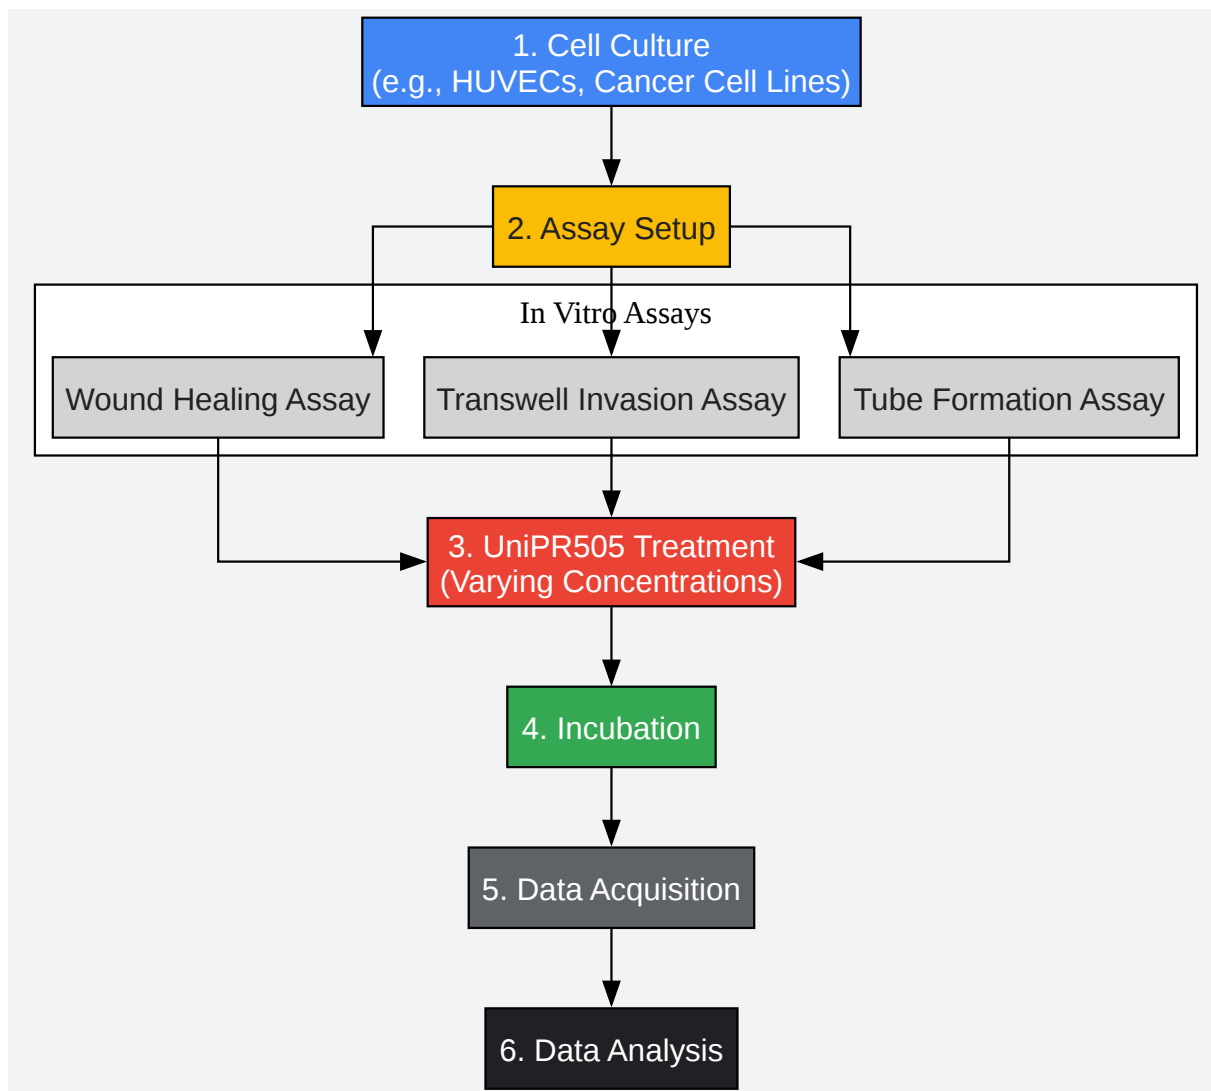 1. Cell Culture
(e.g., HUVECs, Cancer Cell Lines)
2. Assay Setup
In Vitro Assays
Wound Healing Assay
Transwell Invasion Assay
Tube Formation Assay
3. UniPR505 Treatment
(Varying Concentrations)
4. Incubation
5. Data Acquisition
6. Data Analysis